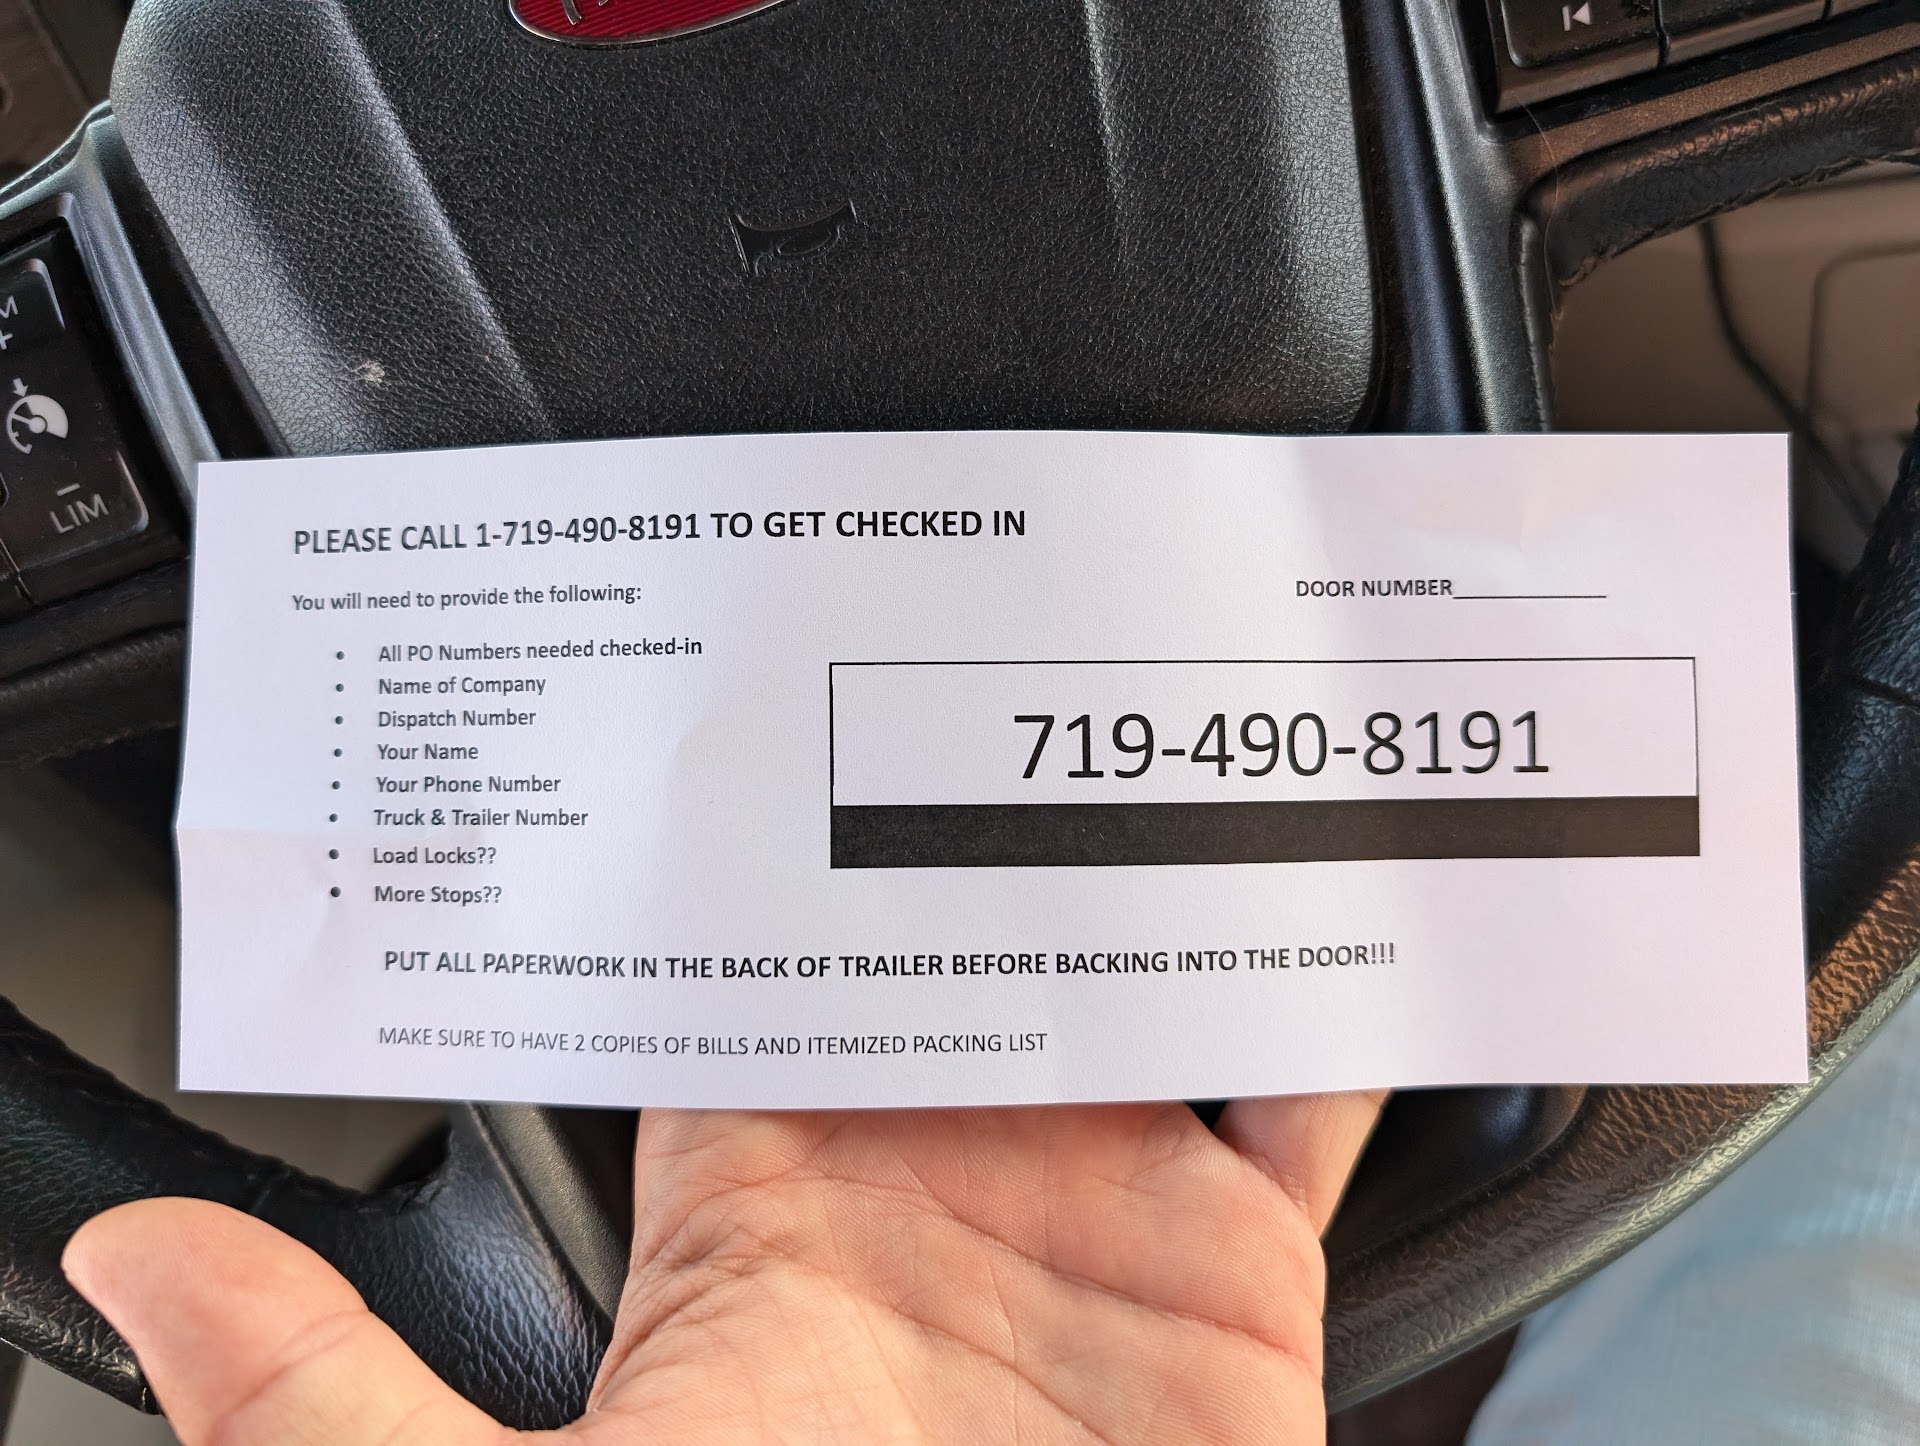 PLEASE CALL 1-719-490-8191 TO GET CHECKED IN
You will need to provide the following:
DOOR NUMBER____________
• All PO Numbers needed checked-in
• Name of Company
• Dispatch Number
• Your Name
• Your Phone Number
• Truck & Trailer Number
• Load Locks??
• More Stops??
719-490-8191
PUT ALL PAPERWORK IN THE BACK OF TRAILER BEFORE BACKING INTO THE DOOR!!!
MAKE SURE TO HAVE 2 COPIES OF BILLS AND ITEMIZED PACKING LIST
+
–
LIM